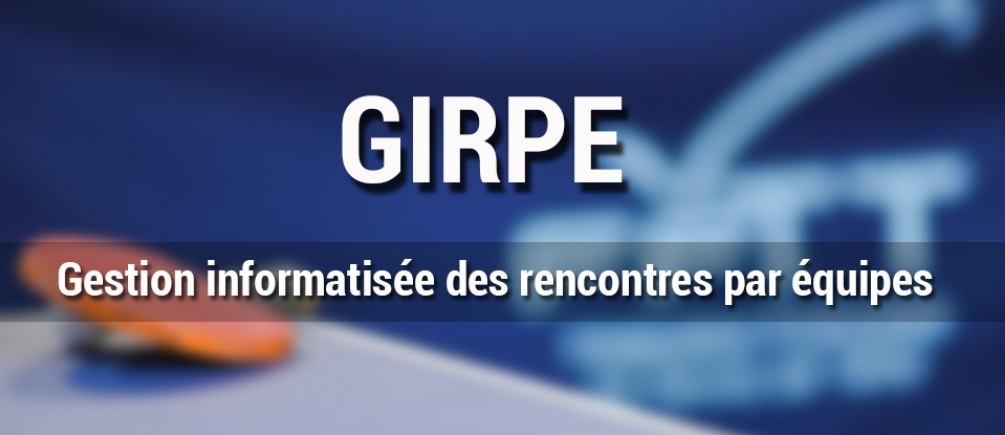 GIRPE
Gestion informatisée des rencontres par équipes